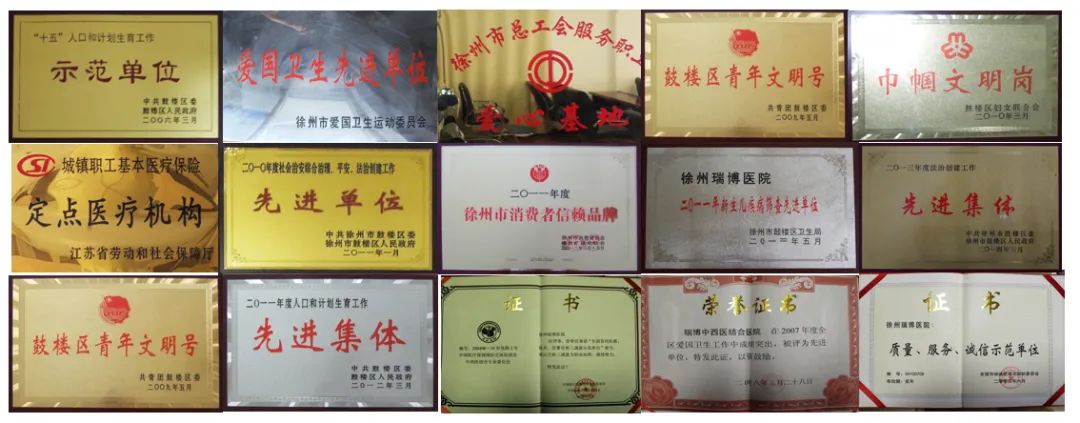 “十五”人口和计划生育工作
示范单位
中共鼓楼区委
鼓楼区人民政府
二〇〇六年三月
爱国卫生先进单位
徐州市爱国卫生运动委员会
徐州市总工会服务职工
爱心基地
鼓楼区青年文明号
共青团鼓楼区委
二〇〇九年五月
巾帼文明岗
鼓楼区妇女联合会
二〇一〇年三月
城镇职工基本医疗保险
定点医疗机构
江苏省劳动和社会保障厅
二〇一〇年度社会治安综合治理、平安、法治创建工作
先进单位
中共徐州市鼓楼区委
徐州市鼓楼区人民政府
二〇一一年一月
二〇一一年度
徐州市消费者信赖品牌
徐州瑞博医院
二〇一一年新生儿疾病筛查先进单位
徐州市鼓楼区卫生局
二〇一二年五月
二〇一三年度法治创建工作
先进集体
中共徐州市鼓楼区委
徐州市鼓楼区人民政府
二〇一四年三月
鼓楼区青年文明号
共青团鼓楼区委
二〇〇九年五月
二〇一一年度人口和计划生育工作
先进集体
中共鼓楼区委
鼓楼区人民政府
二〇一二年三月
证书
荣誉证书
瑞博中西医结合医院 在2007年度全
区爱国卫生工作中成绩突出，被评为先进
单位，特发此证，以资鼓励。
二〇〇八年二月二十八日
证书
徐州瑞博医院：
质量、服务、诚信示范单位